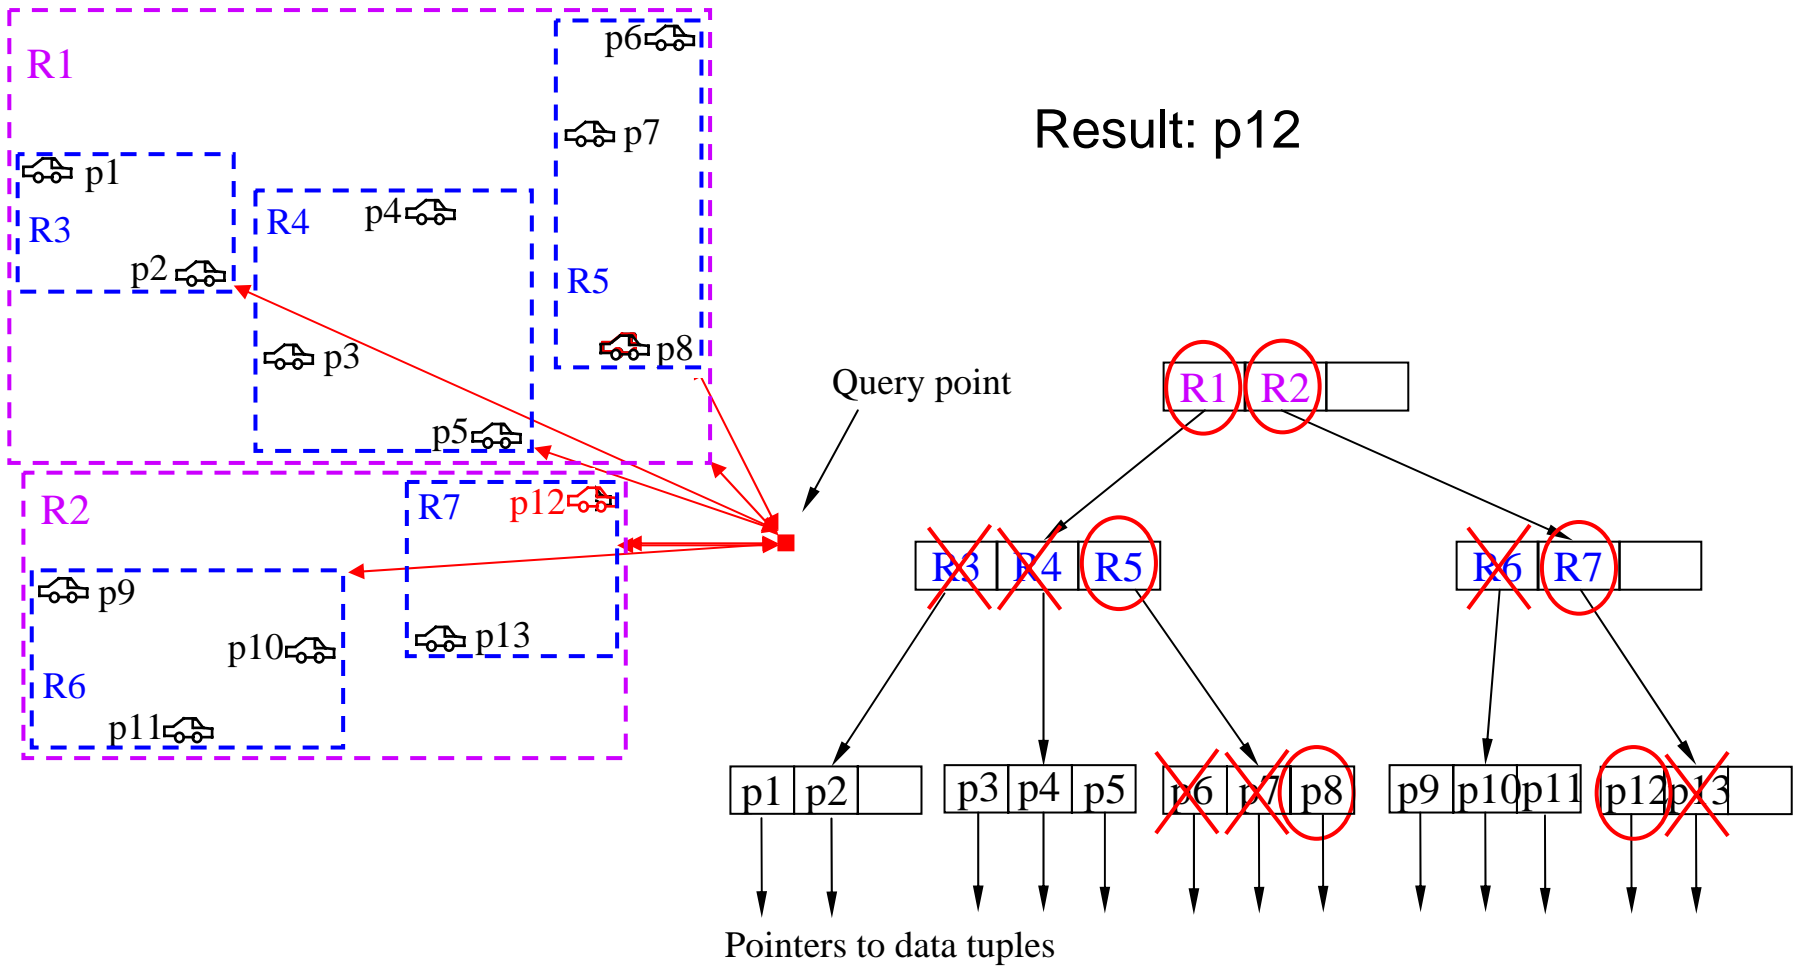 R1
p6
p7
Result: p12
p1
R3
R4
p4
p2
R5
p3
p8
Query point
R1 R2
p5
R2
R7
p12
R3 R4 R5
R6 R7
p9
p10
p13
R6
p11
p1 p2
p3 p4 p5
p6 p7 p8
p9 p10 p11
p12 p13
Pointers to data tuples